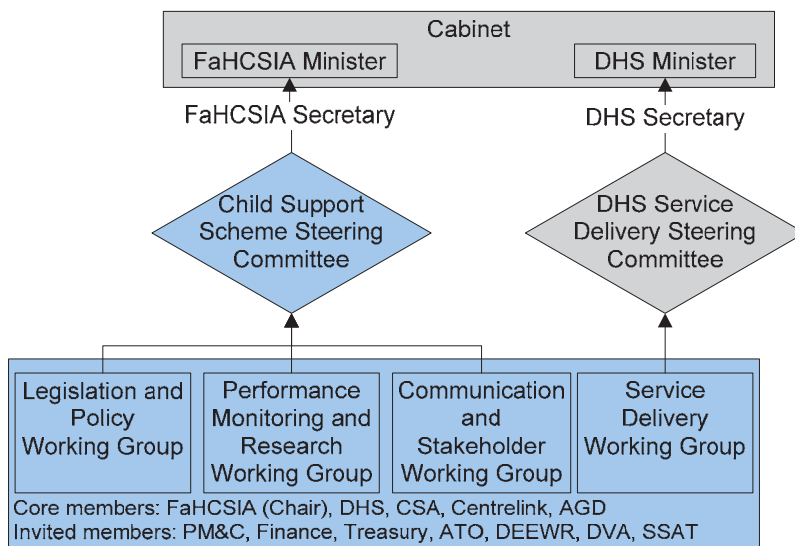 Cabinet
FaHCSIA Minister
DHS Minister
FaHCSIA Secretary
DHS Secretary
Child Support
Scheme Steering
Committee
DHS Service
Delivery Steering
Committee
Legislation and
Policy
Working Group
Performance
Monitoring and
Research
Working Group
Communication
and
Stakeholder
Working Group
Service
Delivery
Working Group
Core members: FaHCSIA (Chair), DHS, CSA, Centrelink, AGD
Invited members: PM&C, Finance, Treasury, ATO, DEEWR, DVA, SSAT